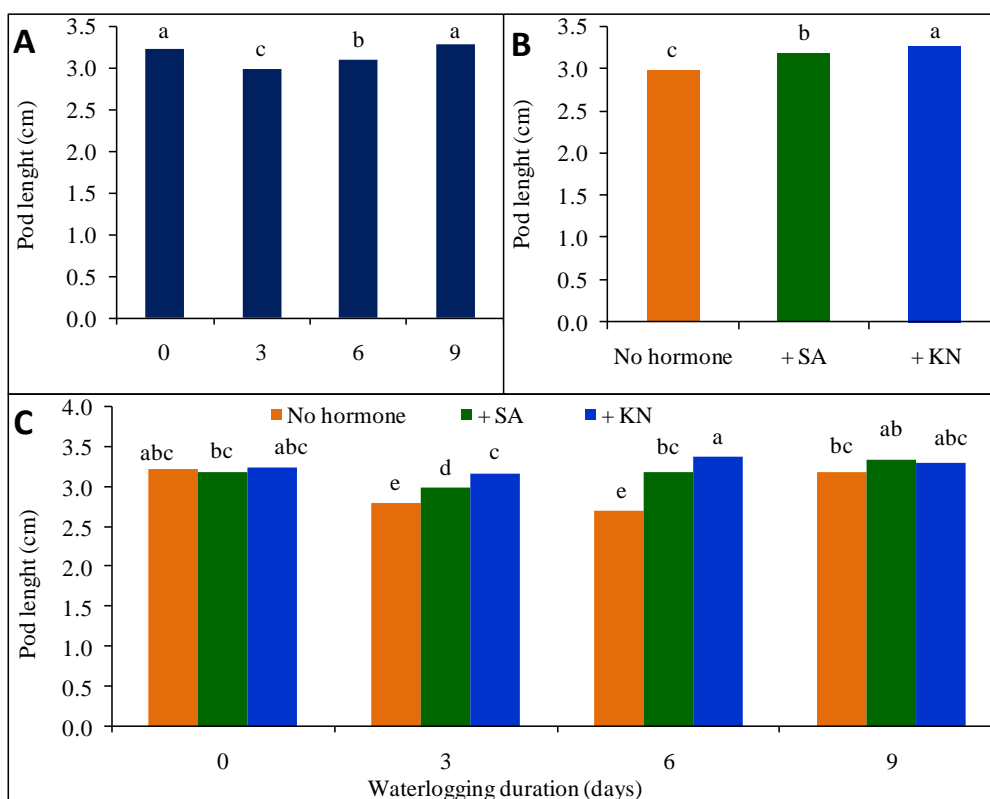 A
Pod lenght (cm)
3.5
3.0
2.5
2.0
1.5
1.0
0.5
0.0
a
c
b
a
0 3 6 9
B
Pod lenght (cm)
3.5
3.0
2.5
2.0
1.5
1.0
0.5
0.0
c
b
a
No hormone + SA + KN
C
Pod lenght (cm)
4.0
3.5
3.0
2.5
2.0
1.5
1.0
0.5
0.0
No hormone + SA + KN
abc bc abc
e d c
e bc a
bc ab abc
0 3 6 9
Waterlogging duration (days)